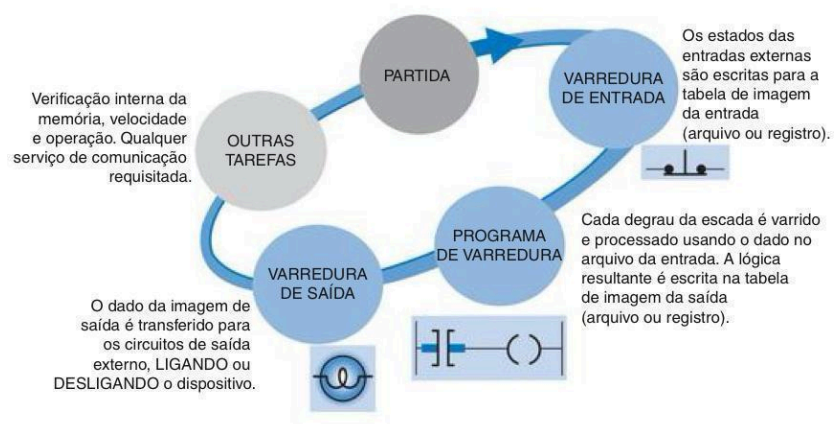 PARTIDA
VARREDURA
DE ENTRADA
Os estados das
entradas externas
são escritas para a
tabela de imagem
da entrada
(arquivo ou registro).
Verificação interna da
memória, velocidade
e operação. Qualquer
serviço de comunicação
requisitada.
OUTRAS
TAREFAS
PROGRAMA
DE VARREDURA
Cada degrau da escada é varrido
e processado usando o dado no
arquivo da entrada. A lógica
resultante é escrita na tabela
de imagem da saída
(arquivo ou registro).
VARREDURA
DE SAÍDA
O dado da imagem de
saída é transferido para
os circuitos de saída
externo, LIGANDO ou
DESLIGANDO o dispositivo.